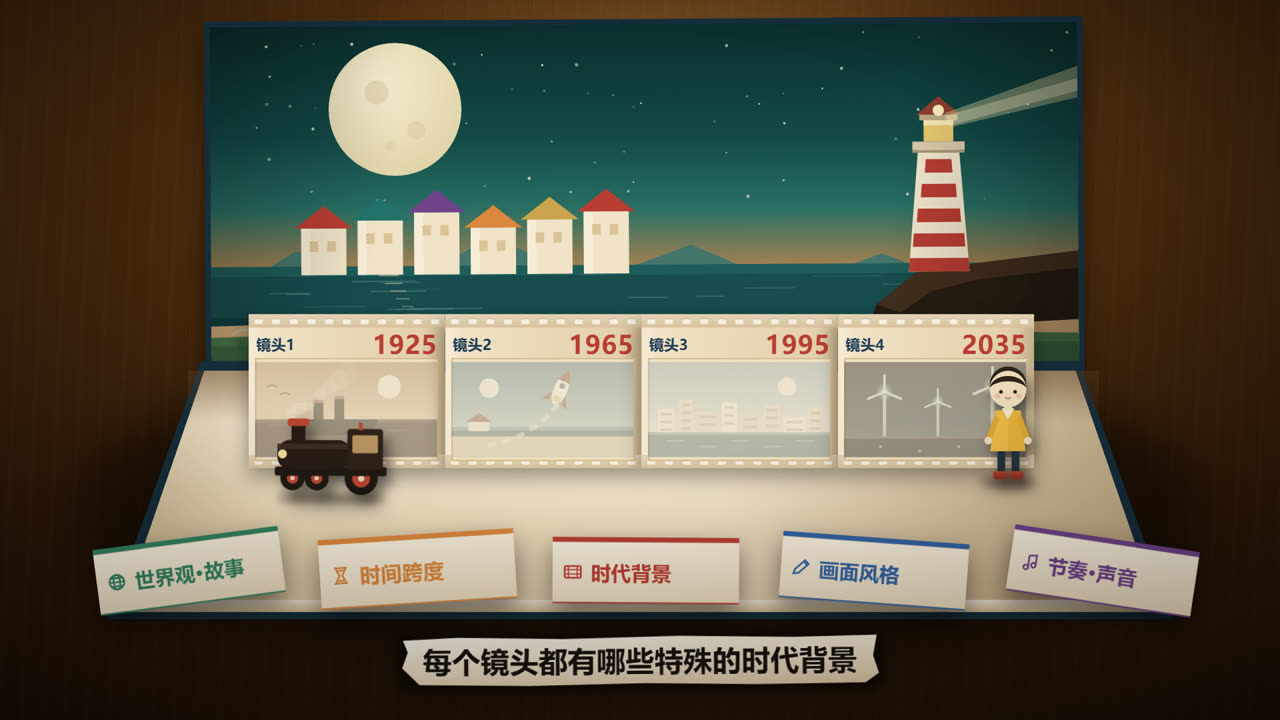 镜头1 1925
镜头2 1965
镜头3 1995
镜头4 2035
世界观·故事
时间跨度
时代背景
画面风格
节奏·声音
每个镜头都有哪些特殊的时代背景